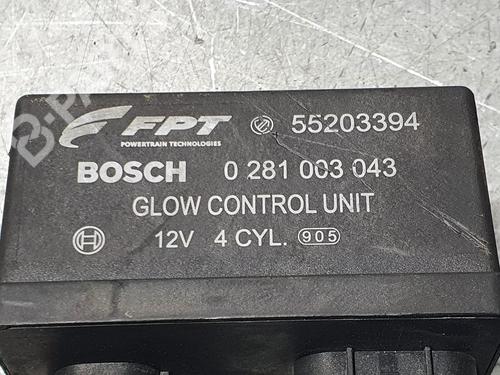 FPT 55203394
POWERTRAIN TECHNOLOGIES
BOSCH 0 281 003 043
GLOW CONTROL UNIT
12V 4 CYL. 905